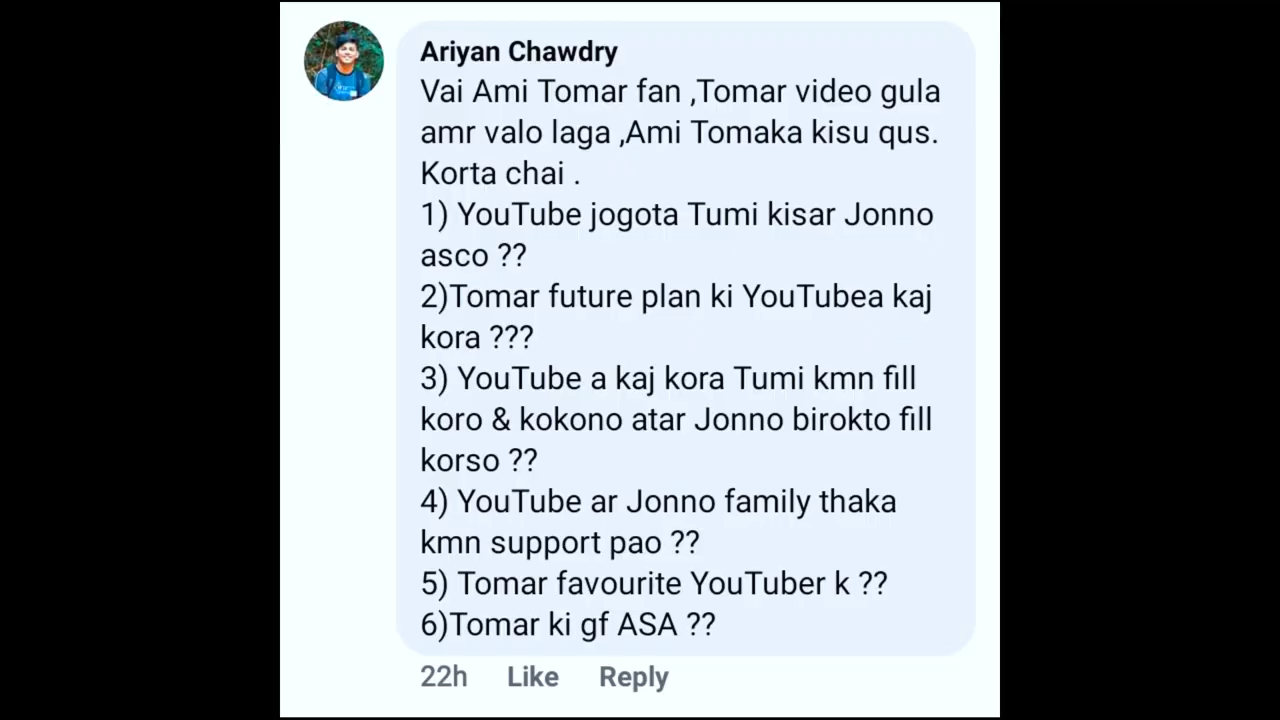 Ariyan Chawdry
Vai Ami Tomar fan ,Tomar video gula
amr valo laga ,Ami Tomaka kisu qus.
Korta chai .
1) YouTube jogota Tumi kisar Jonno
asco ??
2)Tomar future plan ki YouTubea kaj
kora ???
3) YouTube a kaj kora Tumi kmn fill
koro & kokono atar Jonno birokto fill
korso ??
4) YouTube ar Jonno family thaka
kmn support pao ??
5) Tomar favourite YouTuber k ??
6)Tomar ki gf ASA ??
22h Like Reply